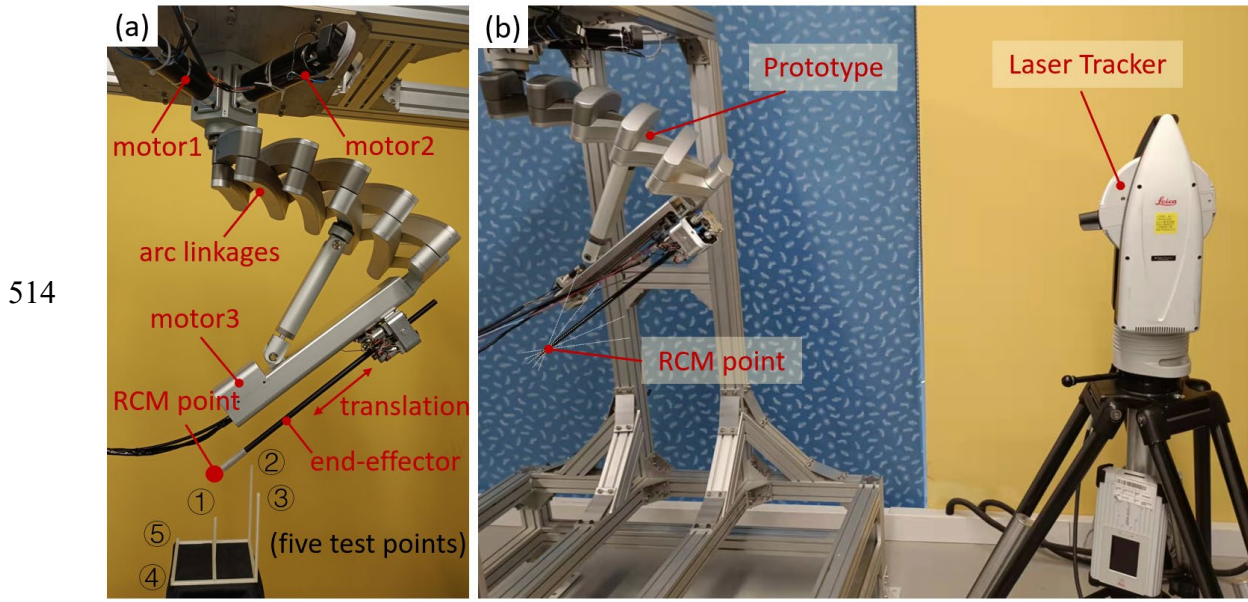 514
(a)
motor1
motor2
arc linkages
motor3
RCM point
translation
end-effector
①
②
③
④
⑤
(five test points)
(b)
Prototype
Laser Tracker
Leica
RCM point